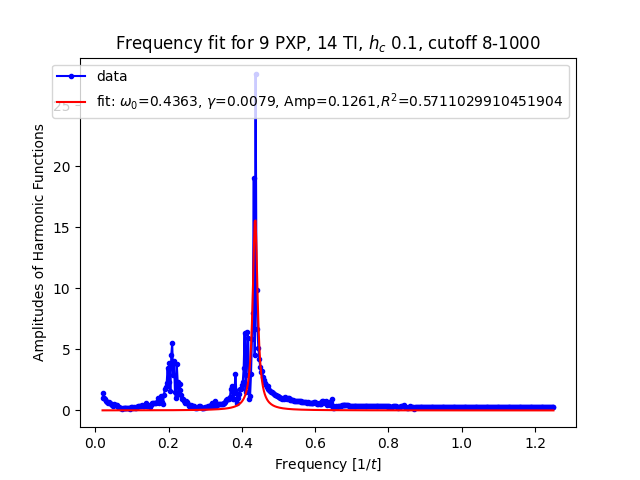 Frequency fit for 9 PXP, 14 TI, $h_c$ 0.1, cutoff 8-1000
data
fit: $\omega_0$=0.4363, $\gamma$=0.0079, Amp=0.1261,$R^2$=0.5711029910451904
Amplitudes of Harmonic Functions
25
20
15
10
5
0
0.0 0.2 0.4 0.6 0.8 1.0 1.2
Frequency [1/$t$]